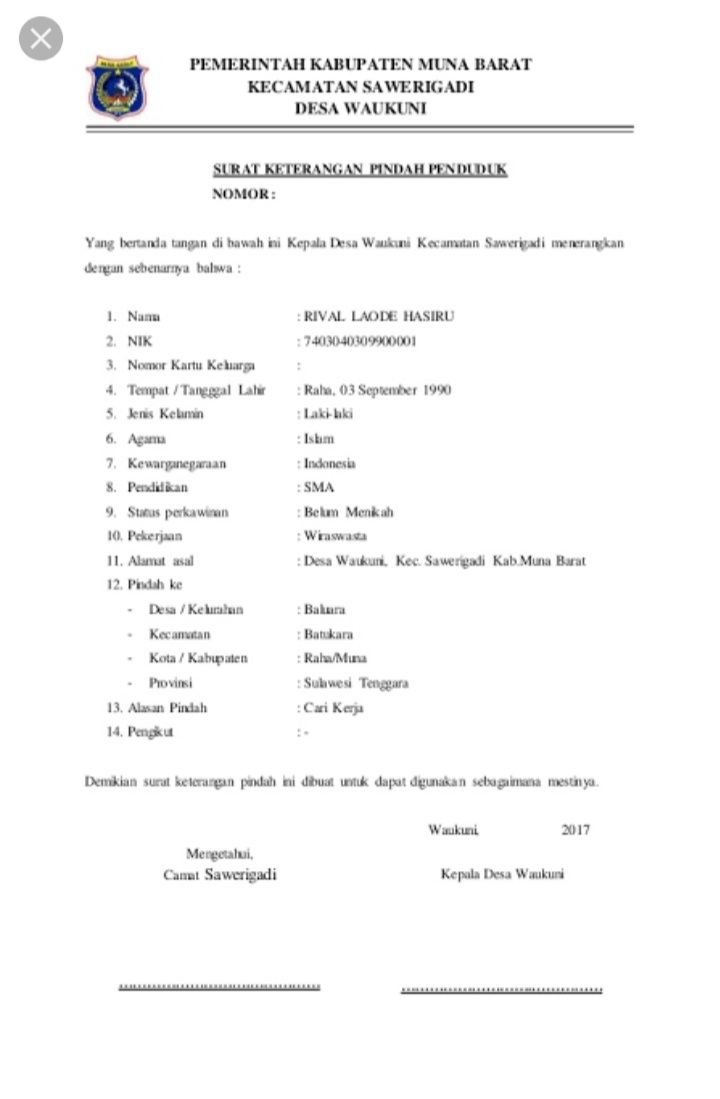 PEMERINTAH KABUPATEN MUNA BARAT
KECAMATAN SAWERIGADI
DESA WAUKUNI
SURAT KETERANGAN PINDAH PENDUDUK
NOMOR :
Yang bertanda tangan di bawah ini Kepala Desa Waukuni Kecamatan Sawerigadi menerangkan
dengan sebenarnya bahwa :
1. Nama : RIVAL LAODE HASIRU
2. NIK : 7403040309900001
3. Nomor Kartu Keluarga :
4. Tempat / Tanggal Lahir : Raha, 03 September 1990
5. Jenis Kelamin : Laki-laki
6. Agama : Islam
7. Kewarganegaraan : Indonesia
8. Pendidikan : SMA
9. Status perkawinan : Belum Menikah
10. Pekerjaan : Wiraswasta
11. Alamat asal : Desa Waukuni, Kec. Sawerigadi Kab.Muna Barat
12. Pindah ke
- Desa / Kelurahan : Baluara
- Kecamatan : Batukara
- Kota / Kabupaten : Raha/Muna
- Provinsi : Sulawesi Tenggara
13. Alasan Pindah : Cari Kerja
14. Pengkut : -
Demikian surat keterangan pindah ini dibuat untuk dapat digunakan sebagaimana mestinya.
Waukuni, 2017
Mengetahui,
Camat Sawerigadi
Kepala Desa Waukuni